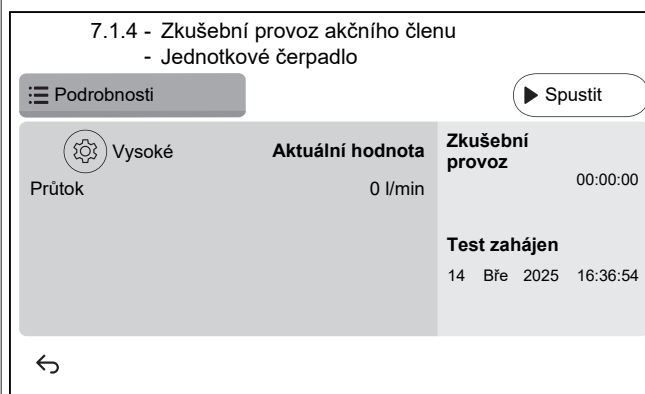 7.1.4 - Zkušební provoz akčního členu
- Jednotkové čerpadlo
Podrobnosti
Spustit
Vysoké Aktuální hodnota
Průtok 0 l/min
Zkušební
provoz
00:00:00
Test zahájen
14 Bře 2025 16:36:54